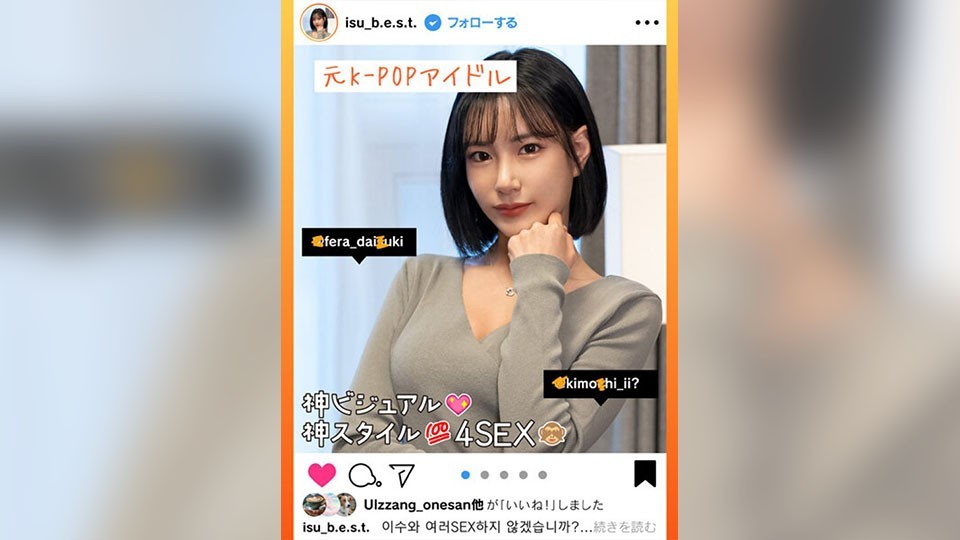 isu_b.e.s.t. フォローする
元K-POPアイドル
fera_dai uki
kimo hi_ii?
神ビジュアル💖
神スタイル💯4SEX🙈
Ulzzang_onesan他 が「いいね!」しました
isu_b.e.s.t. 이수와 여러SEX하지 않겠습니까?...続きを読む